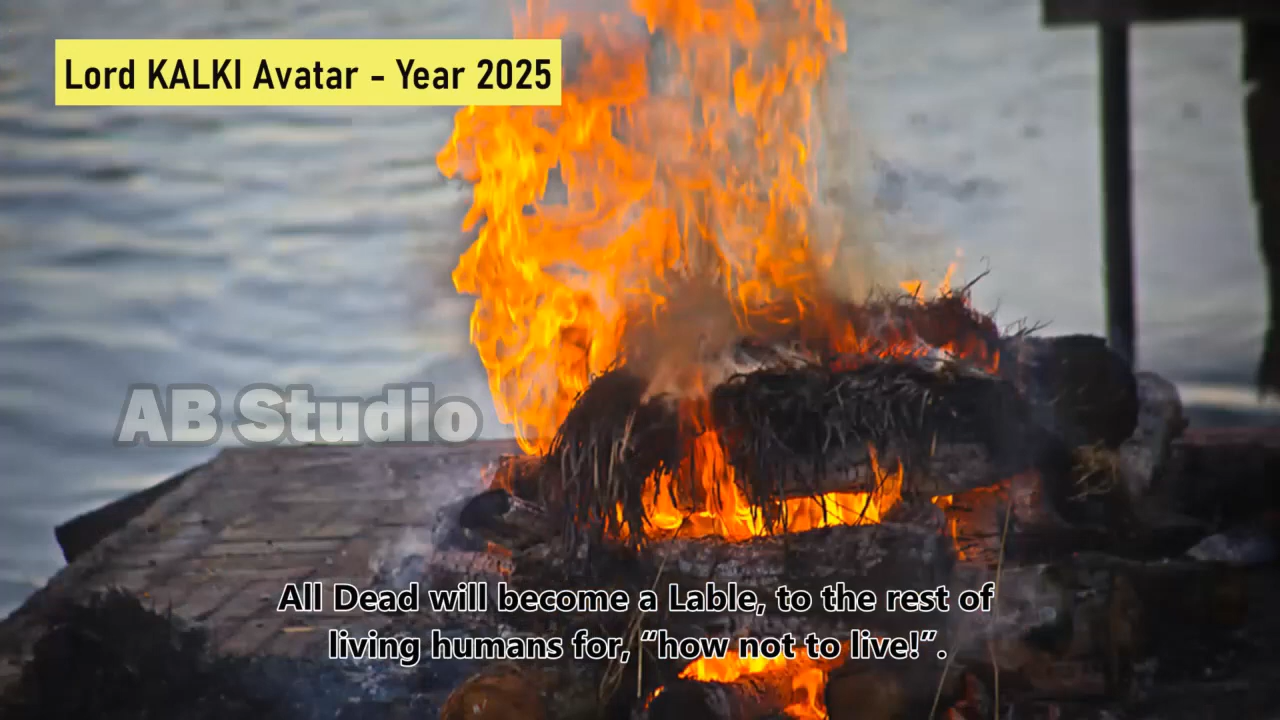 Lord KALKI Avatar - Year 2025
AB Studio
All Dead will become a Lable, to the rest of
living humans for, “how not to live!”.